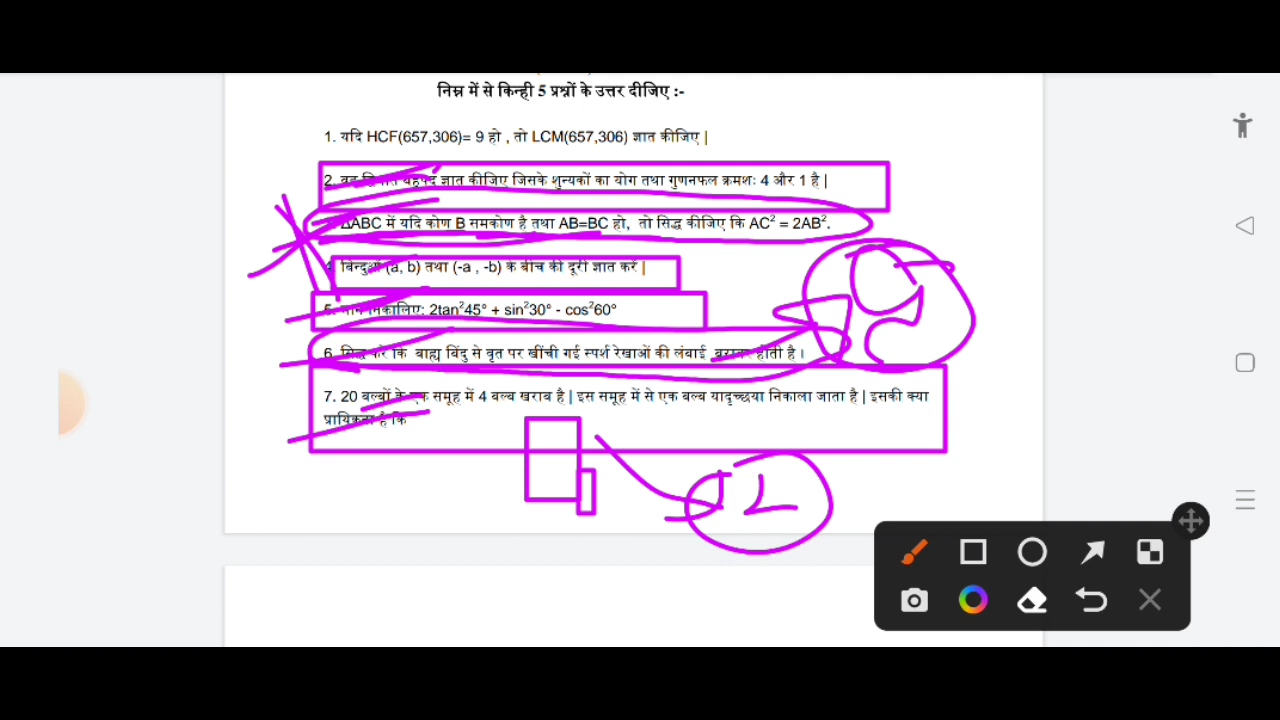 निम्न में से किन्ही 5 प्रश्नों के उत्तर दीजिए :-
1. यदि HCF(657,306)= 9 हो , तो LCM(657,306) ज्ञात कीजिए |
2. वह द्विघात बहुपद ज्ञात कीजिए जिसके शुन्यकों का योग तथा गुणनफल क्रमशः 4 और 1 है |
ΔABC में यदि कोण B समकोण है तथा AB=BC हो, तो सिद्ध कीजिए कि AC² = 2AB².
4. बिन्दुओं (a, b) तथा (-a , -b) के बीच की दूरी ज्ञात करें |
5. मान निकालिए: 2tan²45° + sin²30° - cos²60°
6. सिद्ध करे कि बाह्य बिंदु से वृत पर खींची गई स्पर्श रेखाओं की लंबाई बराबर होती है ।
7. 20 बल्बों के एक समूह में 4 बल्ब खराब है | इस समूह में से एक बल्ब यादृच्छया निकाला जाता है | इसकी क्या
प्रायिकता है कि